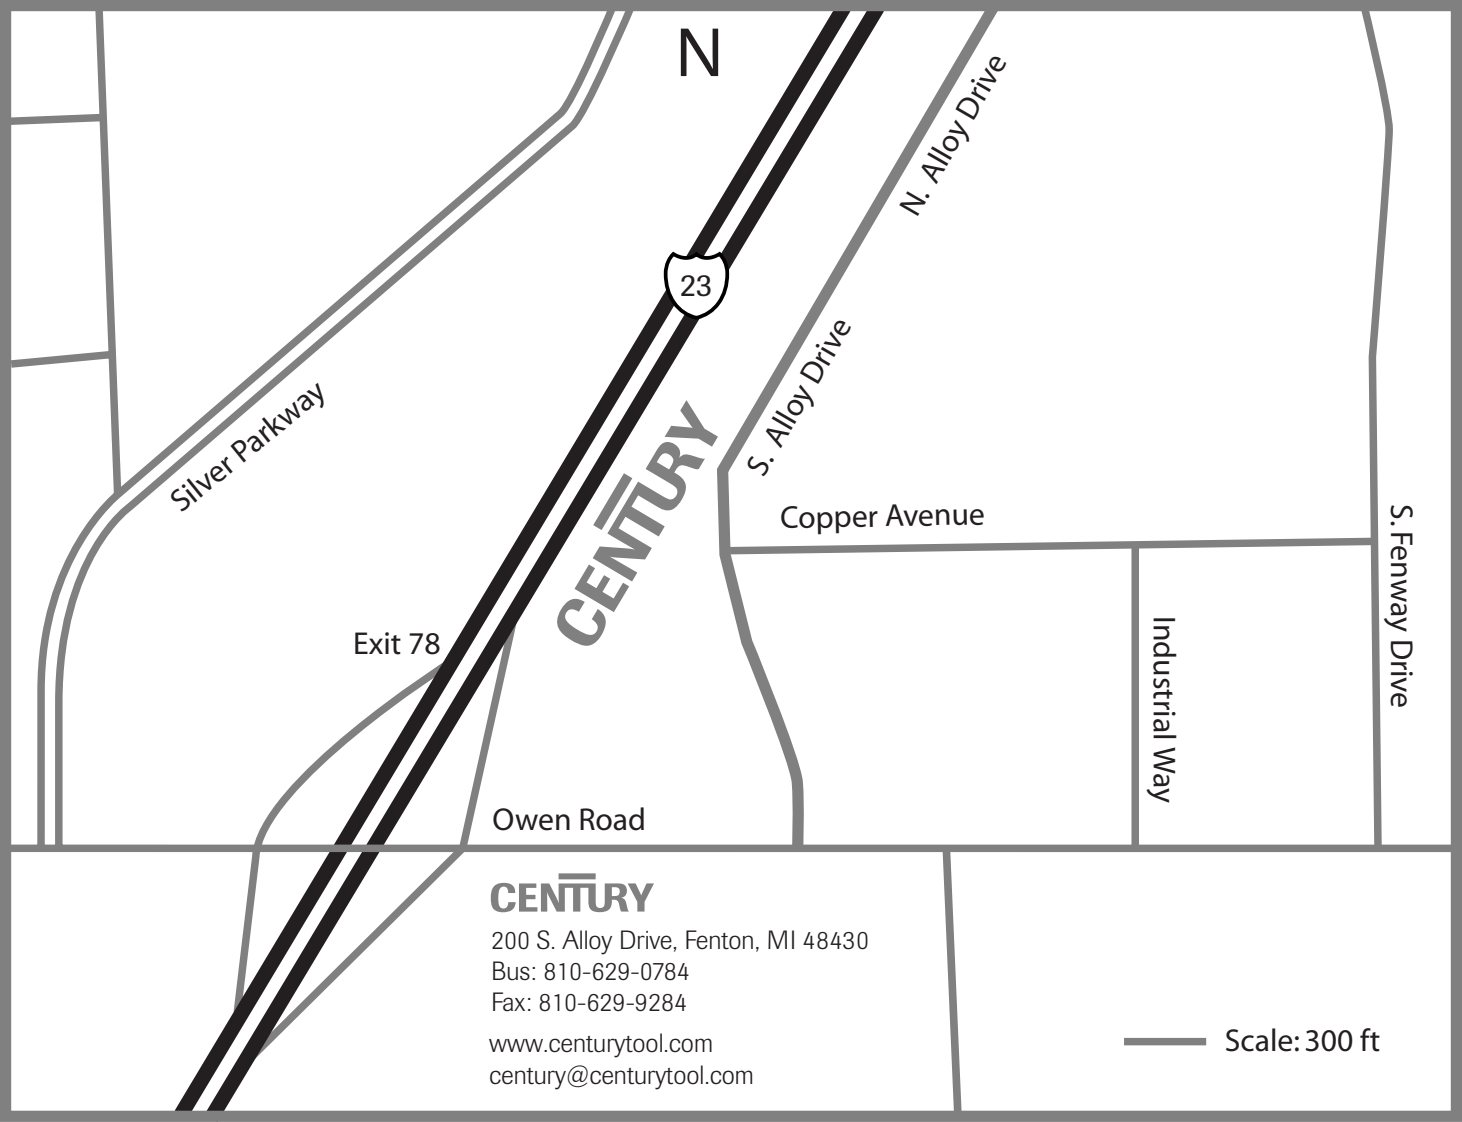 N
N. Alloy Drive
23
S. Alloy Drive
Silver Parkway
CENTURY
Copper Avenue
S. Fenway Drive
Exit 78
Industrial Way
Owen Road
CENTURY
200 S. Alloy Drive, Fenton, MI 48430
Bus: 810-629-0784
Fax: 810-629-9284
www.centurytool.com
century@centurytool.com
Scale: 300 ft